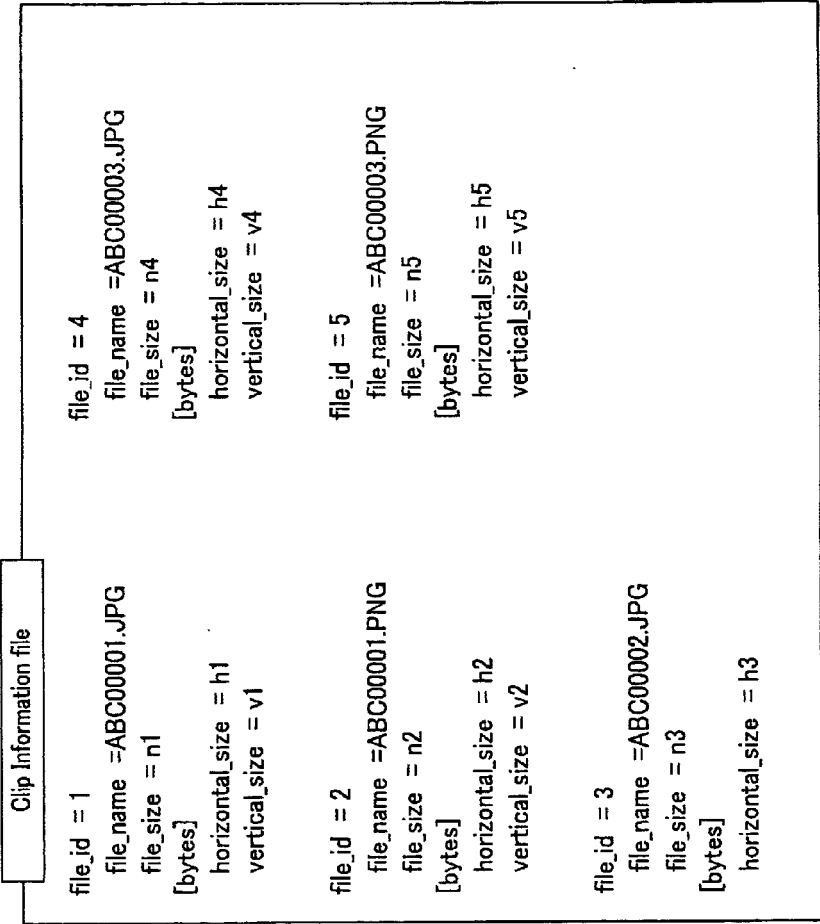 Clip Information file
file_id = 1
file_name =ABC00001.JPG
file_size = n1
[bytes]
horizontal_size = h1
vertical_size = v1
file_id = 2
file_name =ABC00001.PNG
file_size = n2
[bytes]
horizontal_size = h2
vertical_size = v2
file_id = 3
file_name =ABC00002.JPG
file_size = n3
[bytes]
horizontal_size = h3
file_id = 4
file_name =ABC00003.JPG
file_size = n4
[bytes]
horizontal_size = h4
vertical_size = v4
file_id = 5
file_name =ABC00003.PNG
file_size = n5
[bytes]
horizontal_size = h5
vertical_size = v5